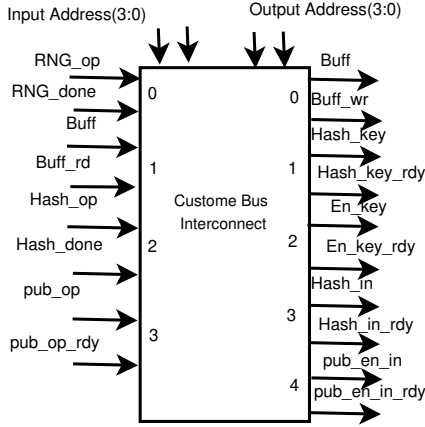 Input Address(3:0)
Output Address(3:0)
RNG_op
RNG_done
Buff
Buff_rd
Hash_op
Hash_done
pub_op
pub_op_rdy
0
1
2
3
Custome Bus
Interconnect
0
1
2
3
4
Buff
Buff_wr
Hash_key
Hash_key_rdy
En_key
En_key_rdy
Hash_in
Hash_in_rdy
pub_en_in
pub_en_in_rdy